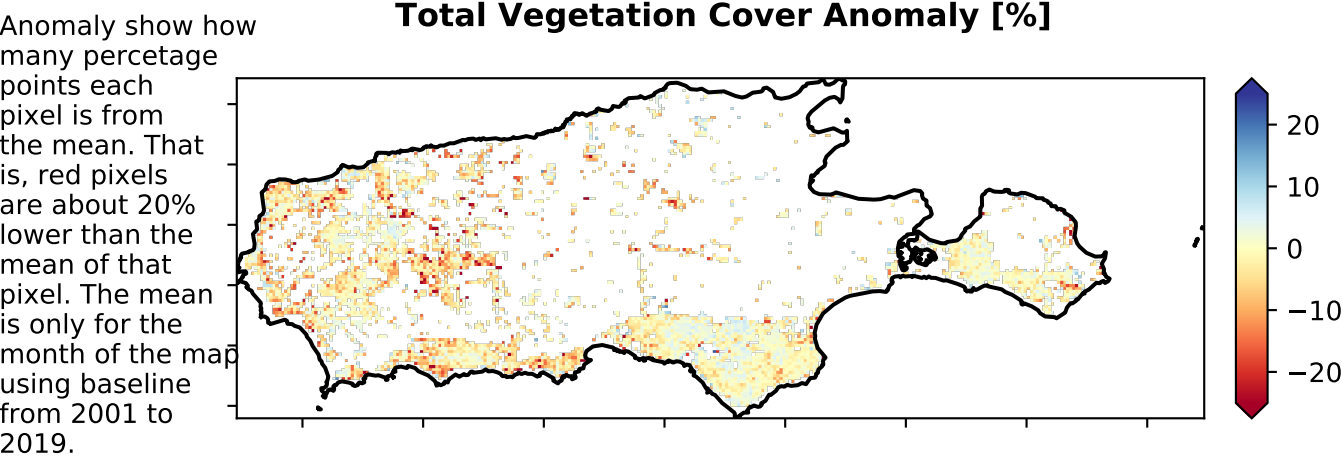 Total Vegetation Cover Anomaly [%]
Anomaly show how
many percetage
points each
pixel is from
the mean. That
is, red pixels
are about 20%
lower than the
mean of that
pixel. The mean
is only for the
month of the map
using baseline
from 2001 to
2019.
20
10
0
−10
−20